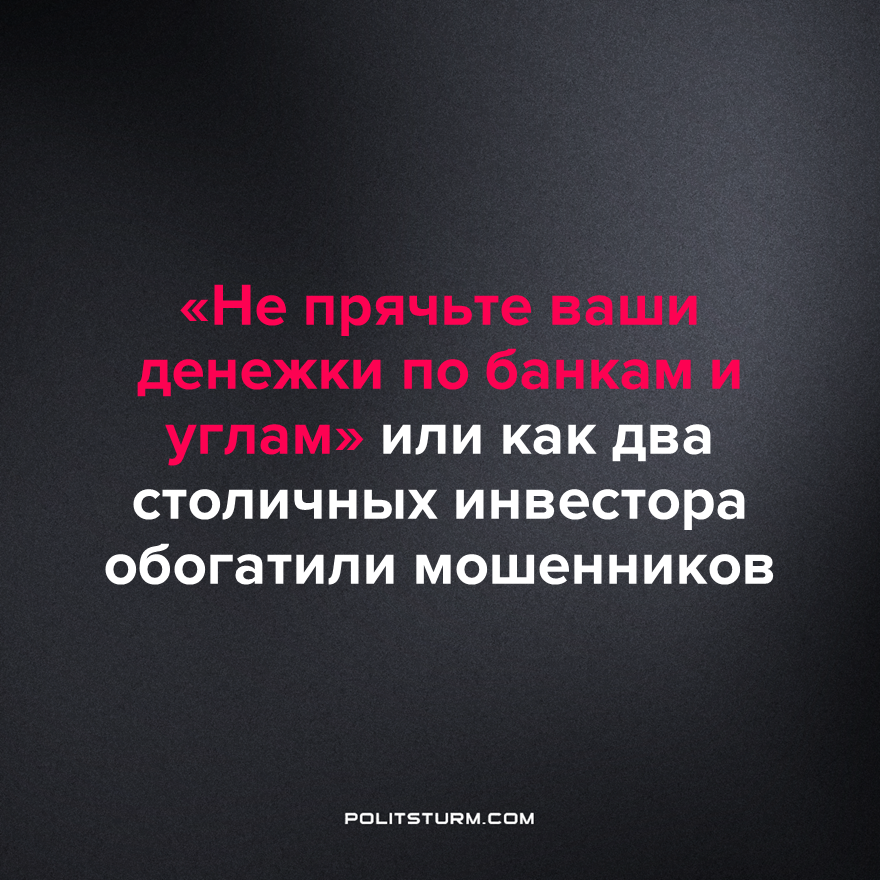 «Не прячьте ваши
денежки по банкам и
углам» или как два
столичных инвестора
обогатили мошенников
POLITSTURM.COM